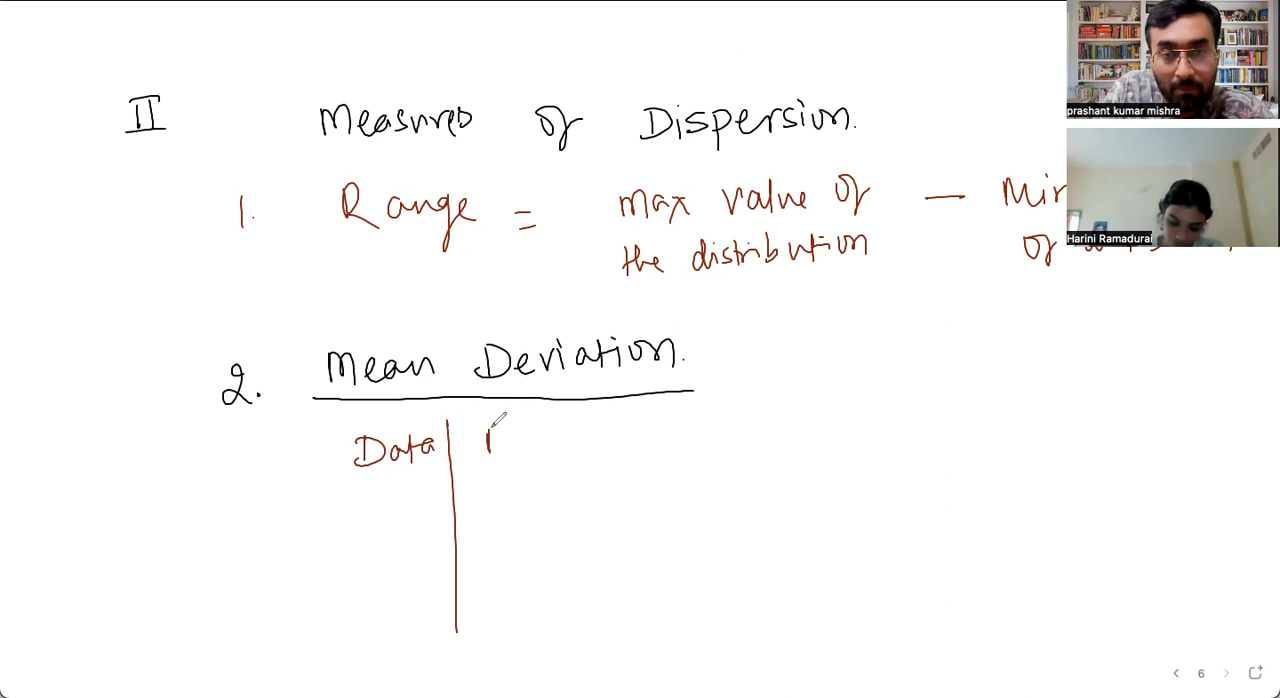 II Measures of Dispersion.
prashant kumar mishra
1. Range = max value of —
the distribution of
Harini Ramadurai
2. Mean Deviation.
Data
6